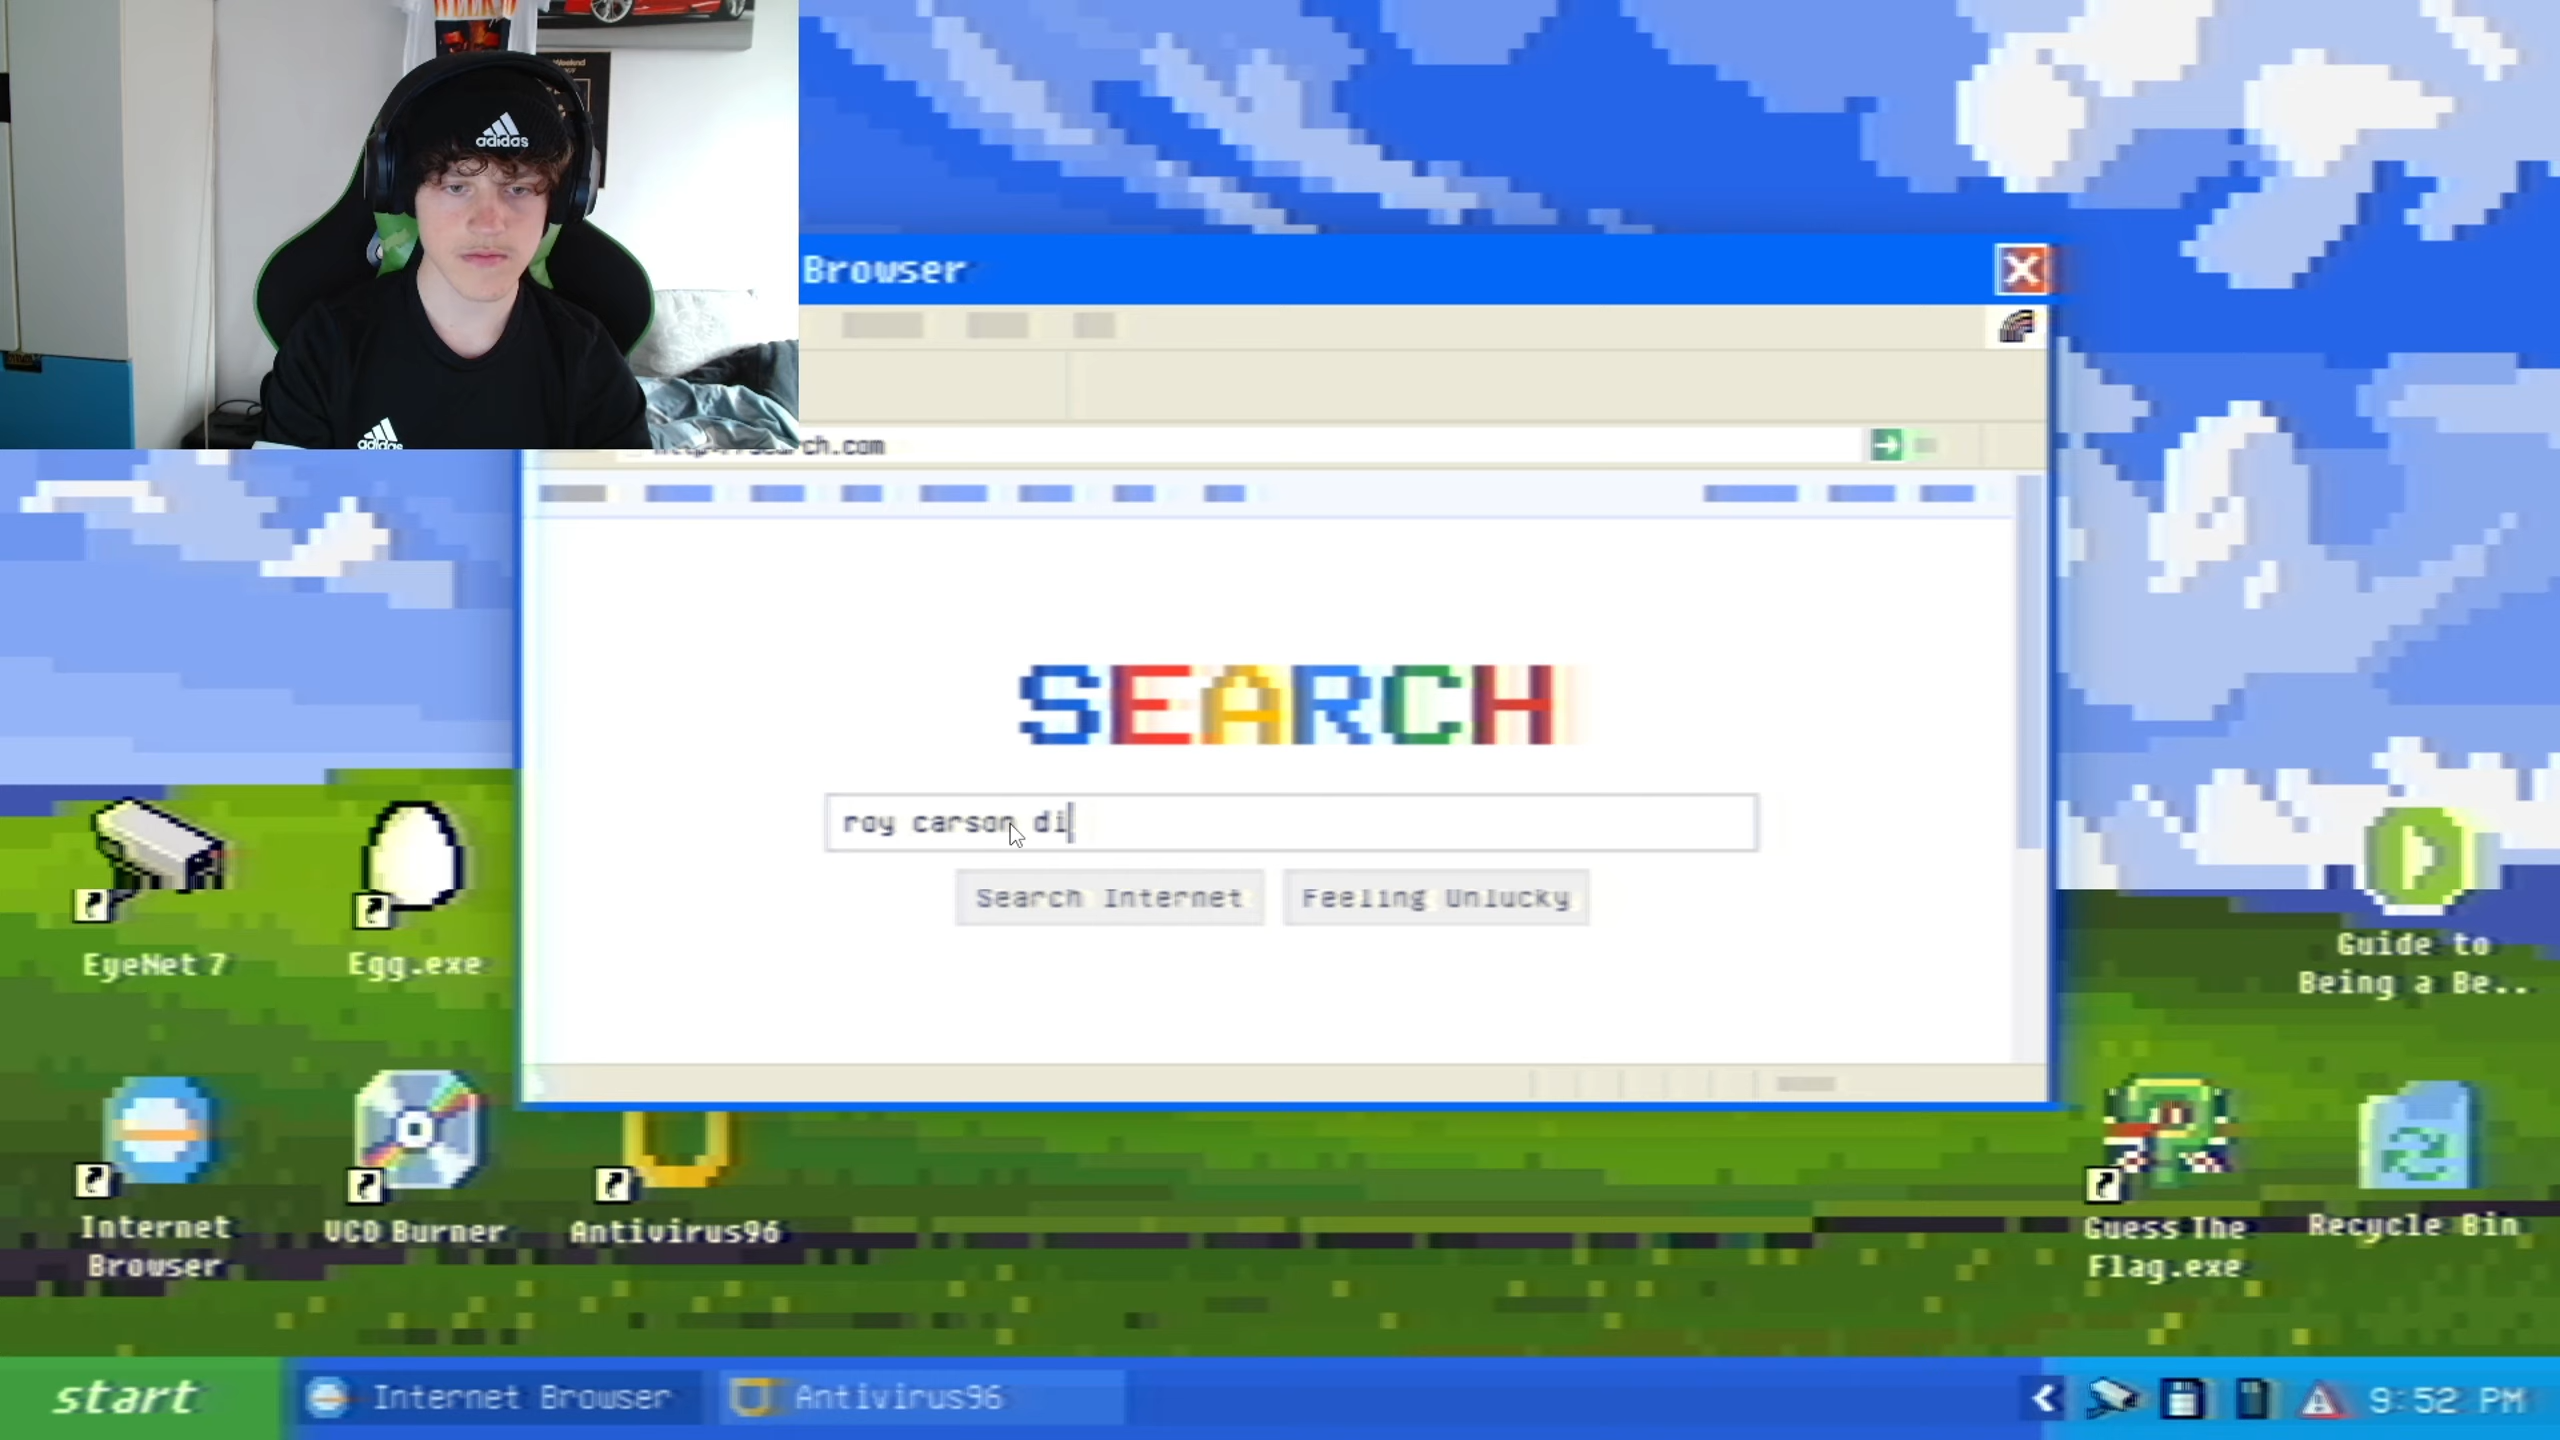 Weeknd
adidas
adidas
Browser
search.com
SEARCH
roy carson di
Search Internet
Feeling Unlucky
EyeNet 7
Egg.exe
Guide to
Being a Be..
Internet
Browser
VCD Burner
Antivirus96
Guess The
Flag.exe
Recycle Bin
start
Internet Browser
Antivirus96
9:52 PM